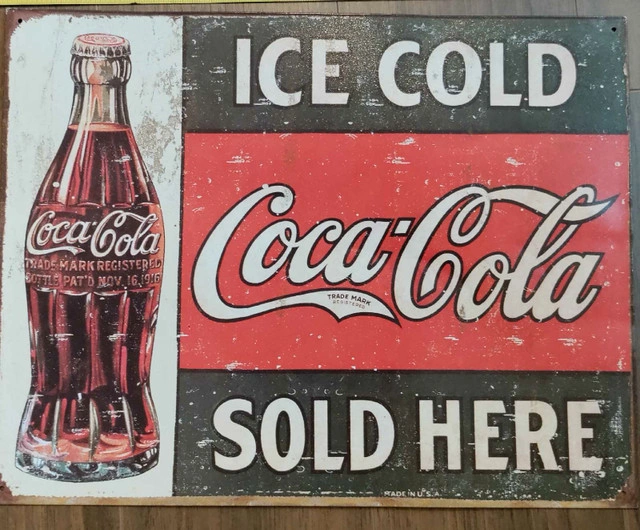 ICE COLD
Coca-Cola
TRADE-MARK REGISTERED
BOTTLE PAT'D NOV. 16, 1916
Coca-Cola
TRADE MARK
REGISTERED
SOLD HERE
MADE IN U.S.A.